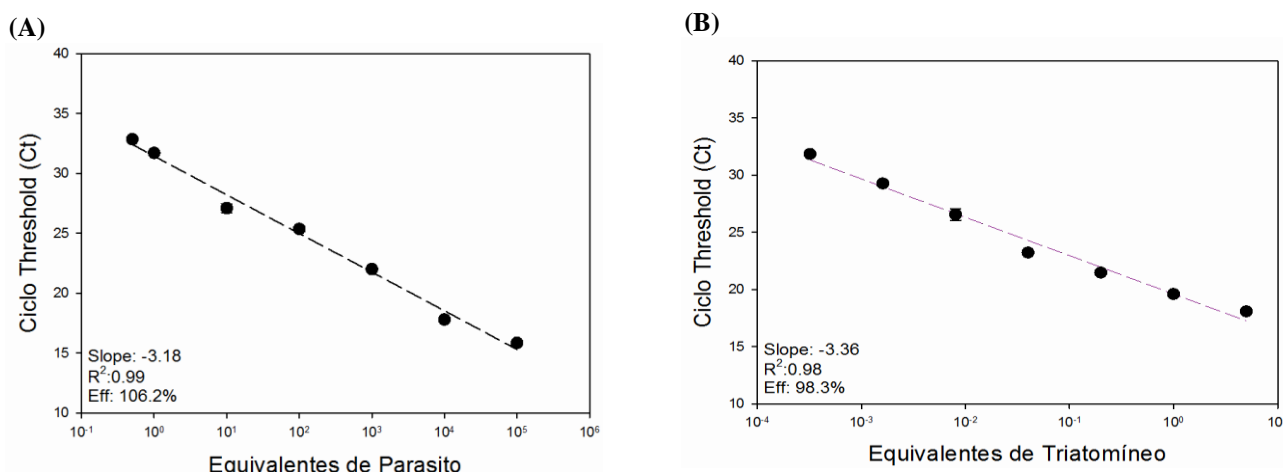 (A)
40
35
30
25
20
15
10
Ciclo Threshold (Ct)
Slope: -3.18
R²:0.99
Eff: 106.2%
10⁻¹ 10⁰ 10¹ 10² 10³ 10⁴ 10⁵ 10⁶
Equivalentes de Parasito
(B)
40
35
30
25
20
15
10
Ciclo Threshold (Ct)
Slope: -3.36
R²:0.98
Eff: 98.3%
10⁻⁴ 10⁻³ 10⁻² 10⁻¹ 10⁰ 10
Equivalentes de Triatomíneo